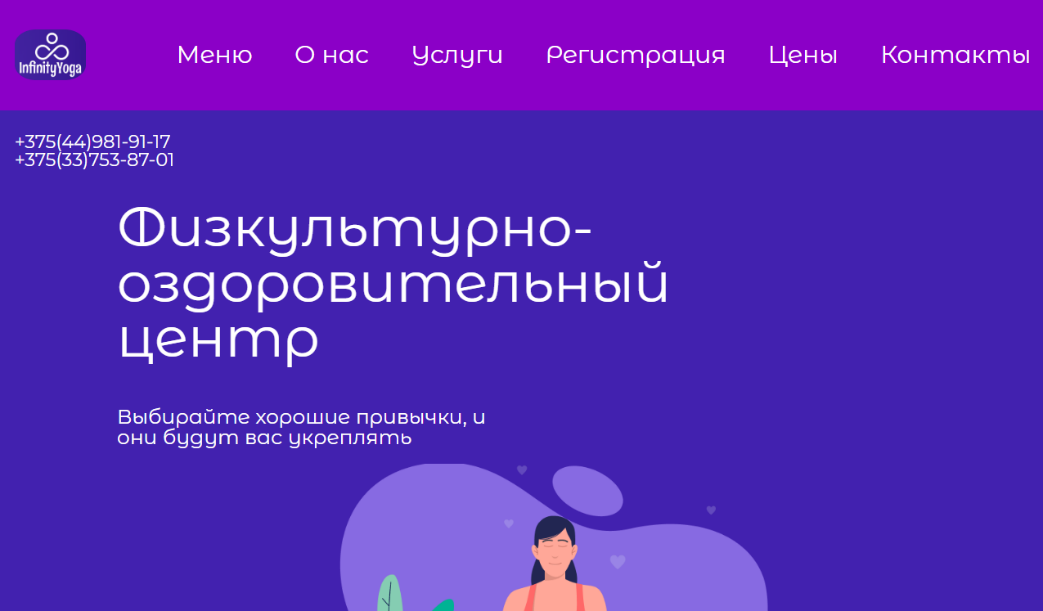 InfinityYoga
Меню О нас Услуги Регистрация Цены Контакты
+375(44)981-91-17
+375(33)753-87-01
Физкультурно-
оздоровительный
центр
Выбирайте хорошие привычки, и
они будут вас укреплять